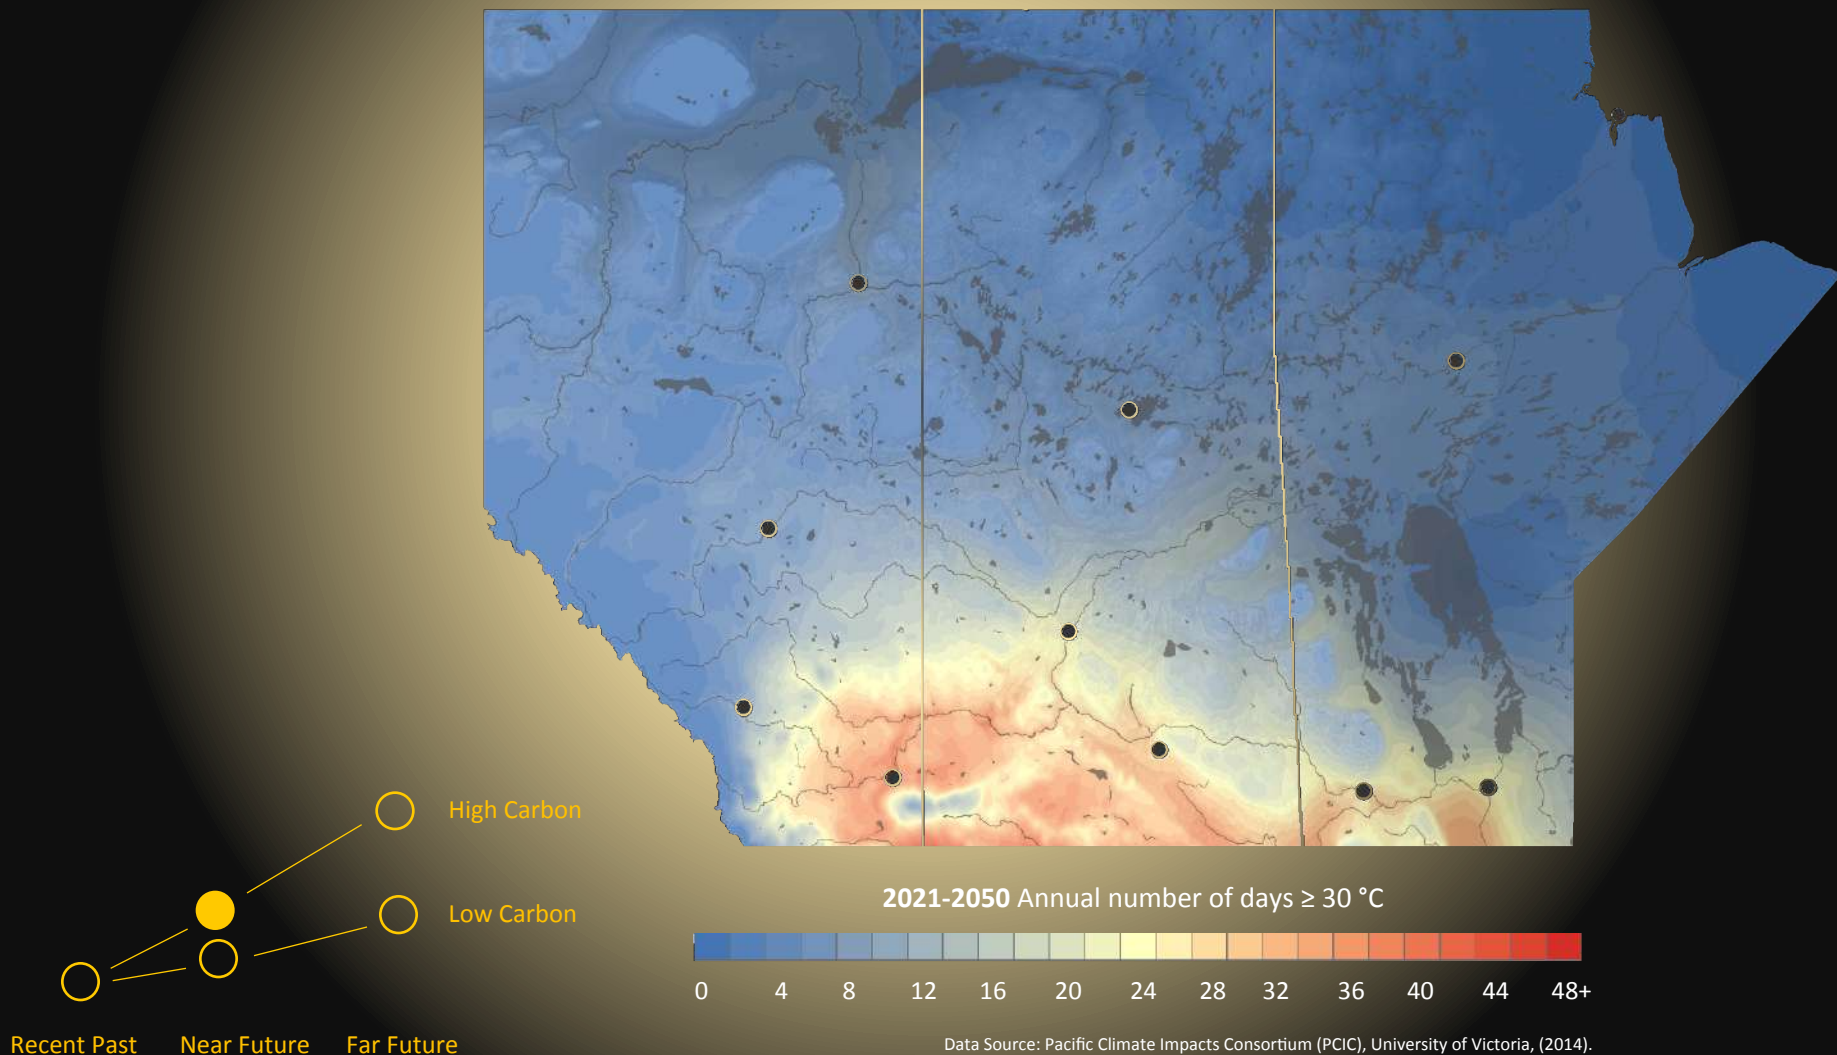 High Carbon
Low Carbon
Recent Past Near Future Far Future
2021-2050 Annual number of days ≥ 30 °C
0 4 8 12 16 20 24 28 32 36 40 44 48+
Data Source: Pacific Climate Impacts Consortium (PCIC), University of Victoria, (2014).